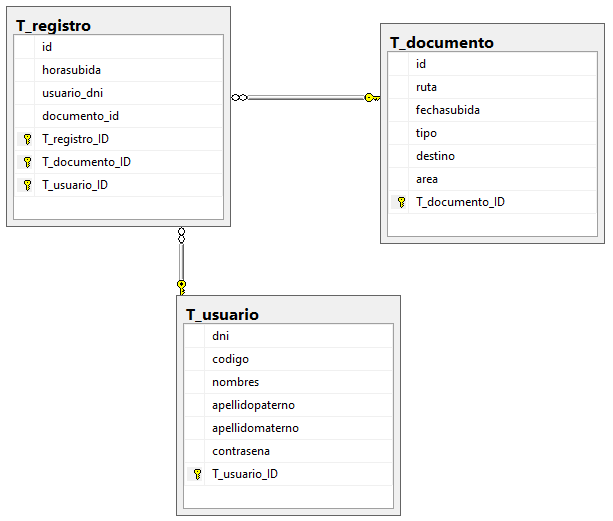 T_registro
id
horasubida
usuario_dni
documento_id
T_registro_ID
T_documento_ID
T_usuario_ID
T_documento
id
ruta
fechasubida
tipo
destino
area
T_documento_ID
T_usuario
dni
codigo
nombres
apellidopaterno
apellidomaterno
contrasena
T_usuario_ID